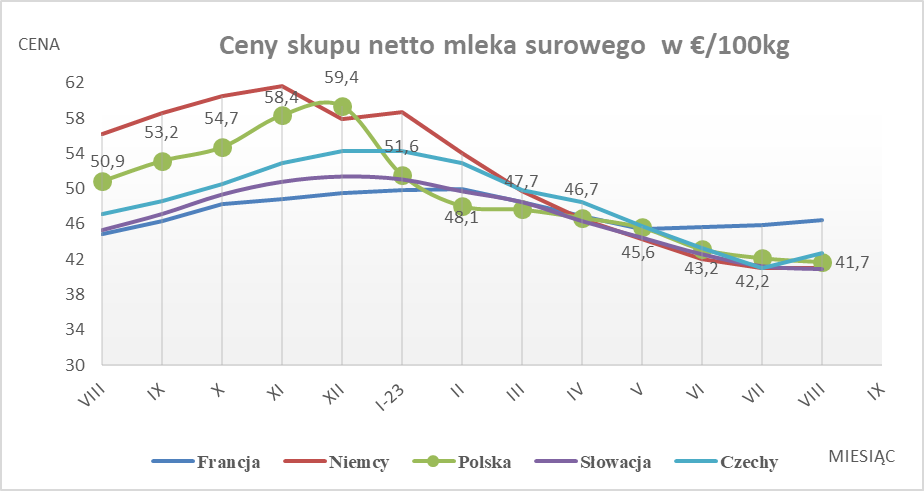 CENA
Ceny skupu netto mleka surowego w €/100kg
62
58
54
50
46
42
38
34
30
50,9
53,2
54,7
58,4
59,4
51,6
48,1
47,7
46,7
45,6
43,2
42,2
41,7
VIII
IX
X
XI
XII
I-23
II
III
IV
V
VI
VII
VIII
IX
Francja Niemcy Polska Słowacja Czechy
MIESIĄC